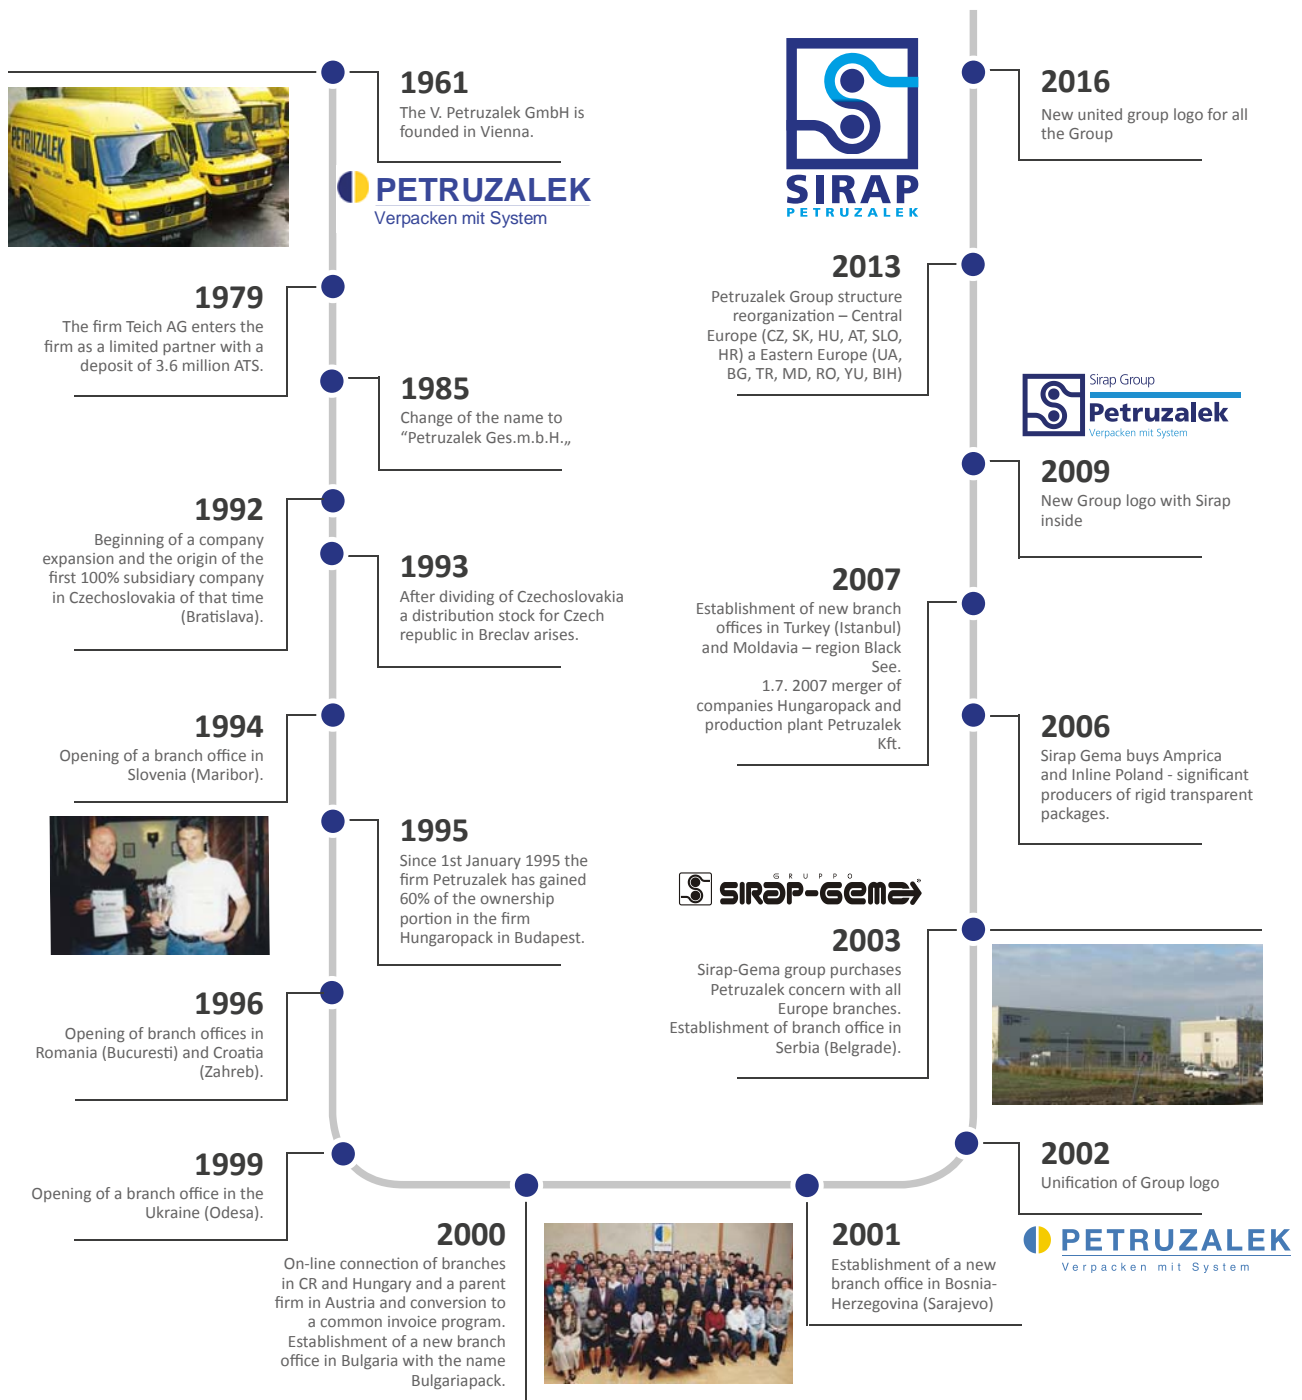 1961
The V. Petruzalek GmbH is
founded in Vienna.
PETRUZALEK
PETRUZALEK
Verpacken mit System
1979
The firm Teich AG enters the
firm as a limited partner with a
deposit of 3.6 million ATS.
1985
Change of the name to
“Petruzalek Ges.m.b.H.„
1992
Beginning of a company
expansion and the origin of the
first 100% subsidiary company
in Czechoslovakia of that time
(Bratislava).
1993
After dividing of Czechoslovakia
a distribution stock for Czech
republic in Breclav arises.
1994
Opening of a branch office in
Slovenia (Maribor).
1995
Since 1st January 1995 the
firm Petruzalek has gained
60% of the ownership
portion in the firm
Hungaropack in Budapest.
1996
Opening of branch offices in
Romania (Bucuresti) and Croatia
(Zahreb).
1999
Opening of a branch office in the
Ukraine (Odesa).
2000
On-line connection of branches
in CR and Hungary and a parent
firm in Austria and conversion to
a common invoice program.
Establishment of a new branch
office in Bulgaria with the name
Bulgariapack.
2001
Establishment of a new
branch office in Bosnia-
Herzegovina (Sarajevo)
2002
Unification of Group logo
PETRUZALEK
Verpacken mit System
GRUPPO
SIRAP-GEMA
2003
Sirap-Gema group purchases
Petruzalek concern with all
Europe branches.
Establishment of branch office in
Serbia (Belgrade).
2006
Sirap Gema buys Amprica
and Inline Poland - significant
producers of rigid transparent
packages.
2007
Establishment of new branch
offices in Turkey (Istanbul)
and Moldavia – region Black
See.
1.7. 2007 merger of
companies Hungaropack and
production plant Petruzalek
Kft.
Sirap Group
Petruzalek
Verpacken mit System
2009
New Group logo with Sirap
inside
2013
Petruzalek Group structure
reorganization – Central
Europe (CZ, SK, HU, AT, SLO,
HR) a Eastern Europe (UA,
BG, TR, MD, RO, YU, BIH)
SIRAP
PETRUZALEK
2016
New united group logo for all
the Group